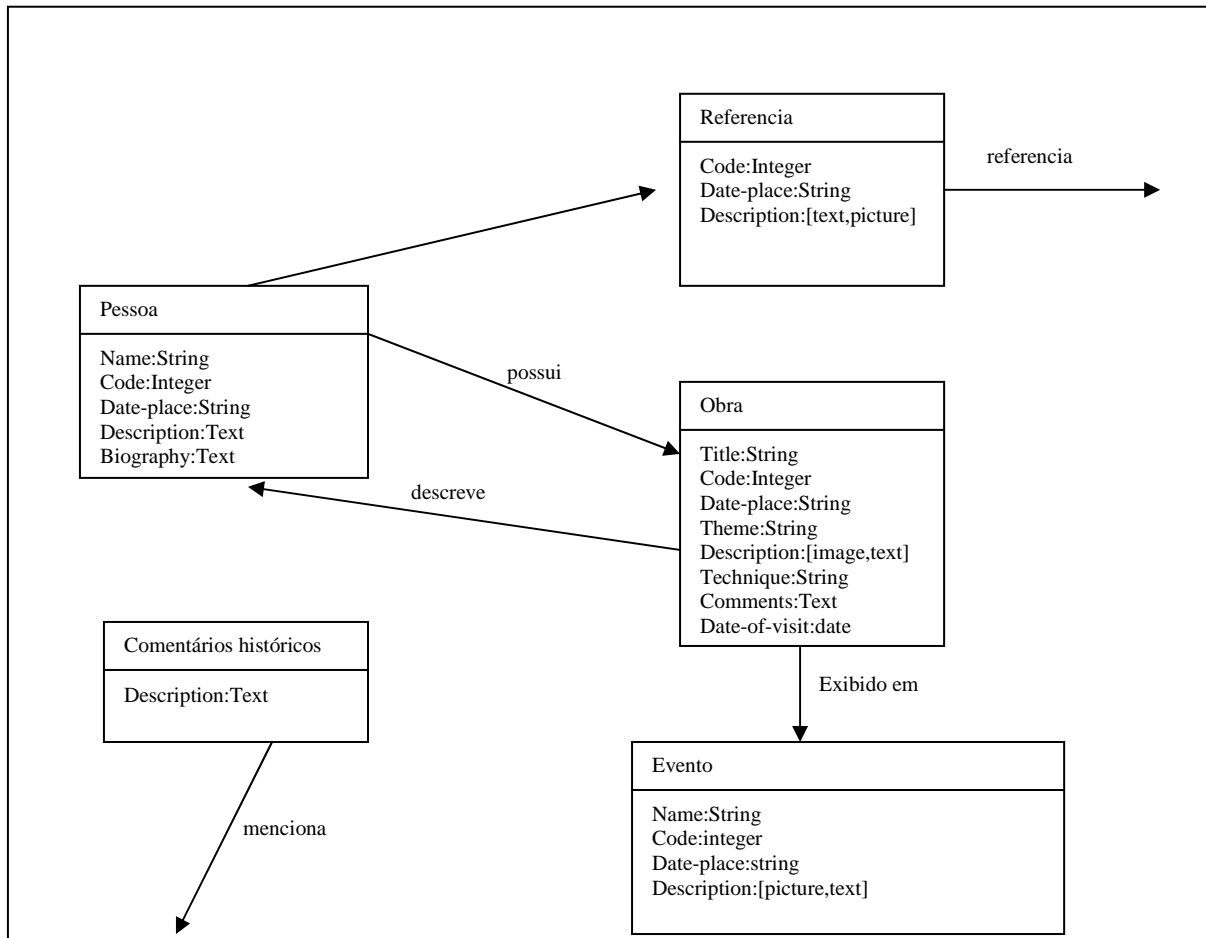 Referencia
Code:Integer
Date-place:String
Description:[text,picture]
referencia
Pessoa
Name:String
Code:Integer
Date-place:String
Description:Text
Biography:Text
possui
Obra
Title:String
Code:Integer
Date-place:String
Theme:String
Description:[image,text]
Technique:String
Comments:Text
Date-of-visit:date
descreve
Comentários históricos
Description:Text
Exibido em
Evento
Name:String
Code:integer
Date-place:string
Description:[picture,text]
menciona